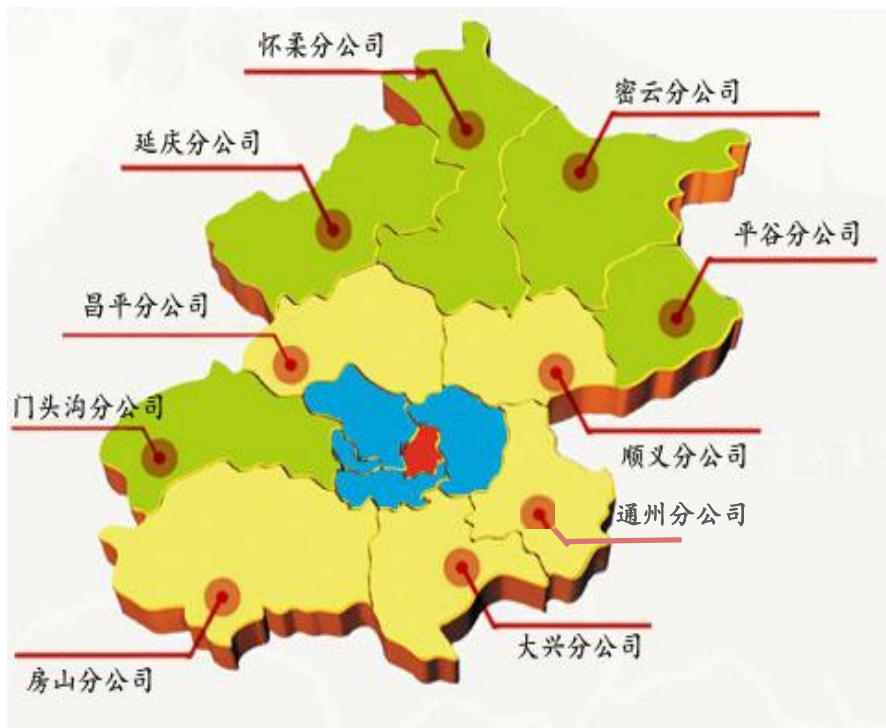 怀柔分公司
密云分公司
延庆分公司
平谷分公司
昌平分公司
门头沟分公司
顺义分公司
通州分公司
大兴分公司
房山分公司